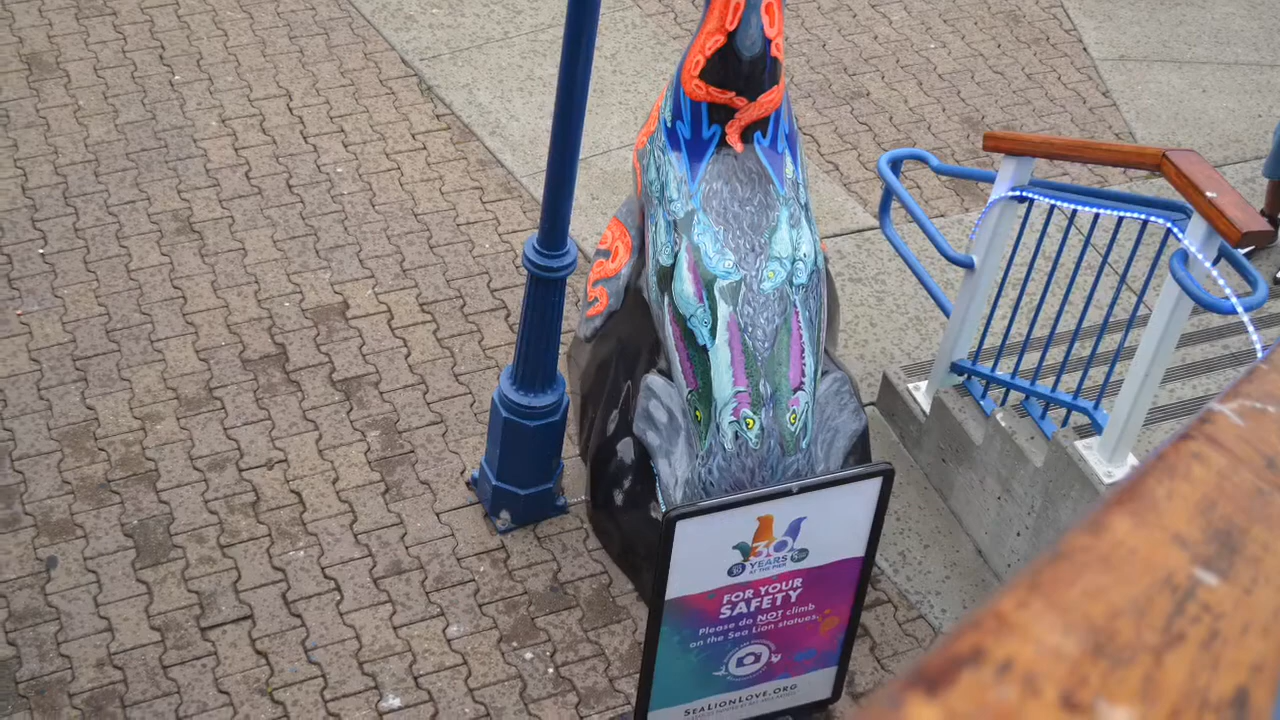 30
YEARS
AT THE PIER
FOR YOUR
SAFETY
Please do NOT climb
on the Sea Lion statues.
SEALIONLOVE.ORG